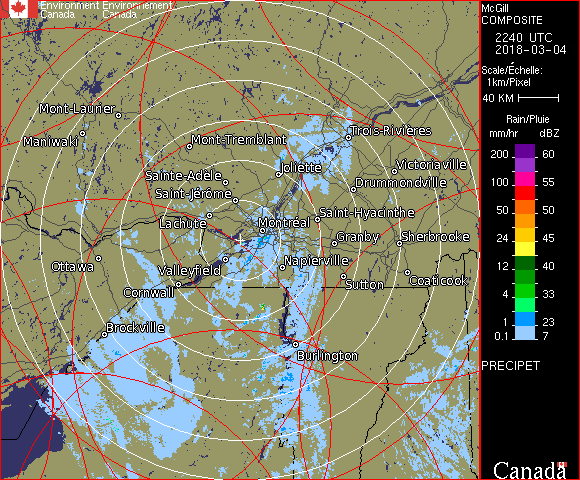 Environment Environnement
Canada Canada
McGill
COMPOSITE
2240 UTC
2018-03-04
Scale/Échelle:
1km/Pixel
40 KM
Rain/Pluie
mm/hr dBZ
200 60
100 55
50 50
24 45
12 40
4 33
1 23
0.1 7
PRECIPET
Canada
Mont-Laurier
Maniwaki
Mont-Tremblant
Trois-Rivières
Joliette
Victoriaville
Sainte-Adèle
Drummondville
Saint-Jérôme
Lachute
Saint-Hyacinthe
Montréal
Granby
Sherbrooke
Ottawa
Valleyfield
Napierville
Cornwall
Sutton
Coaticook
Brockville
Burlington